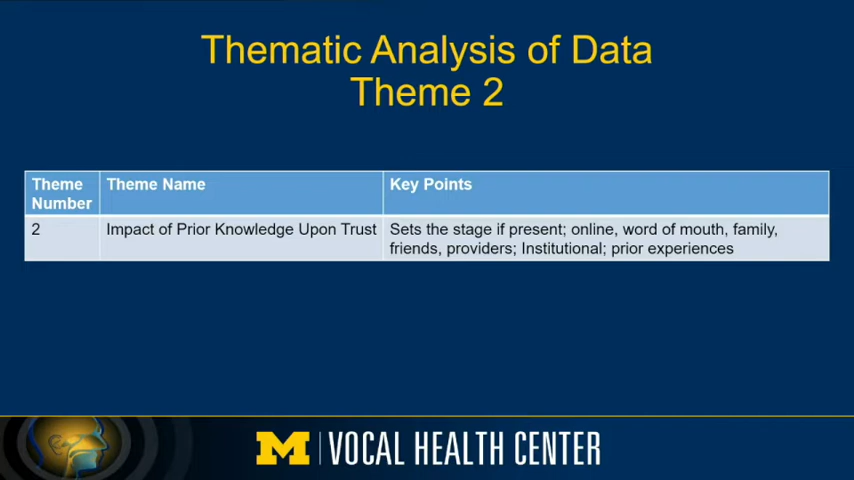 Thematic Analysis of Data
Theme 2
Theme Number
Theme Name
Key Points
2
Impact of Prior Knowledge Upon Trust
Sets the stage if present; online, word of mouth, family,
friends, providers; Institutional; prior experiences
M VOCAL HEALTH CENTER